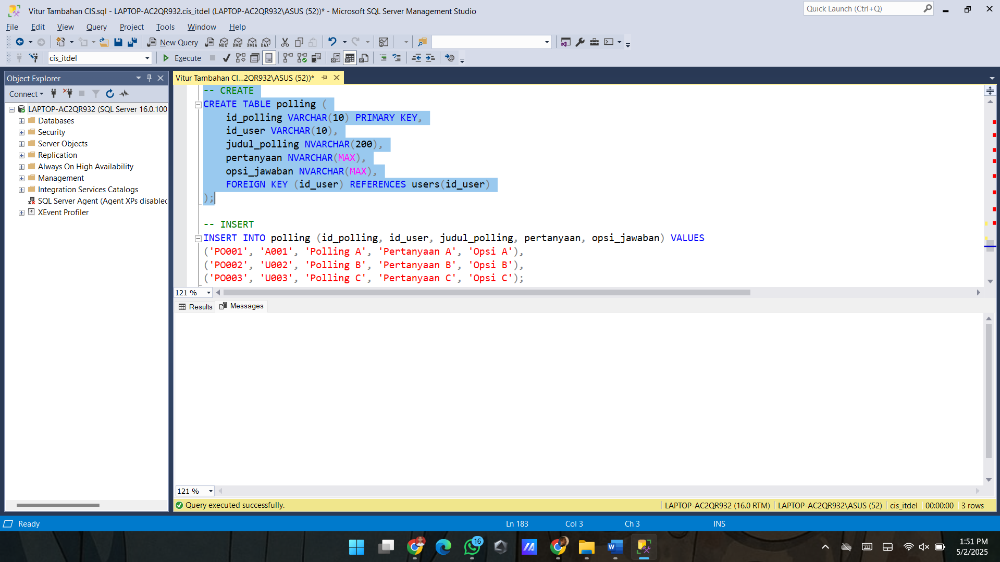 Vitur Tambahan CIS.sql - LAPTOP-AC2QR932.cis_itdel (LAPTOP-AC2QR932\ASUS (52))* - Microsoft SQL Server Management Studio
Quick Launch (Ctrl+Q)
File Edit View Query Project Tools Window Help
New Query
MDX DMX XMLA DAX
cis_itdel
Execute
Object Explorer
Connect
LAPTOP-AC2QR932 (SQL Server 16.0.100
Databases
Security
Server Objects
Replication
Always On High Availability
Management
Integration Services Catalogs
SQL Server Agent (Agent XPs disabled
XEvent Profiler
Vitur Tambahan CI...2QR932\ASUS (52))*
-- CREATE
CREATE TABLE polling (
id_polling VARCHAR(10) PRIMARY KEY,
id_user VARCHAR(10),
judul_polling NVARCHAR(200),
pertanyaan NVARCHAR(MAX),
opsi_jawaban NVARCHAR(MAX),
FOREIGN KEY (id_user) REFERENCES users(id_user)
);
-- INSERT
INSERT INTO polling (id_polling, id_user, judul_polling, pertanyaan, opsi_jawaban) VALUES
('PO001', 'A001', 'Polling A', 'Pertanyaan A', 'Opsi A'),
('PO002', 'U002', 'Polling B', 'Pertanyaan B', 'Opsi B'),
('PO003', 'U003', 'Polling C', 'Pertanyaan C', 'Opsi C');
121 %
Results Messages
121 %
Query executed successfully.
LAPTOP-AC2QR932 (16.0 RTM) LAPTOP-AC2QR932\ASUS (52) cis_itdel 00:00:00 3 rows
Ready
Ln 183 Col 3 Ch 3 INS
16
1:51 PM
5/2/2025